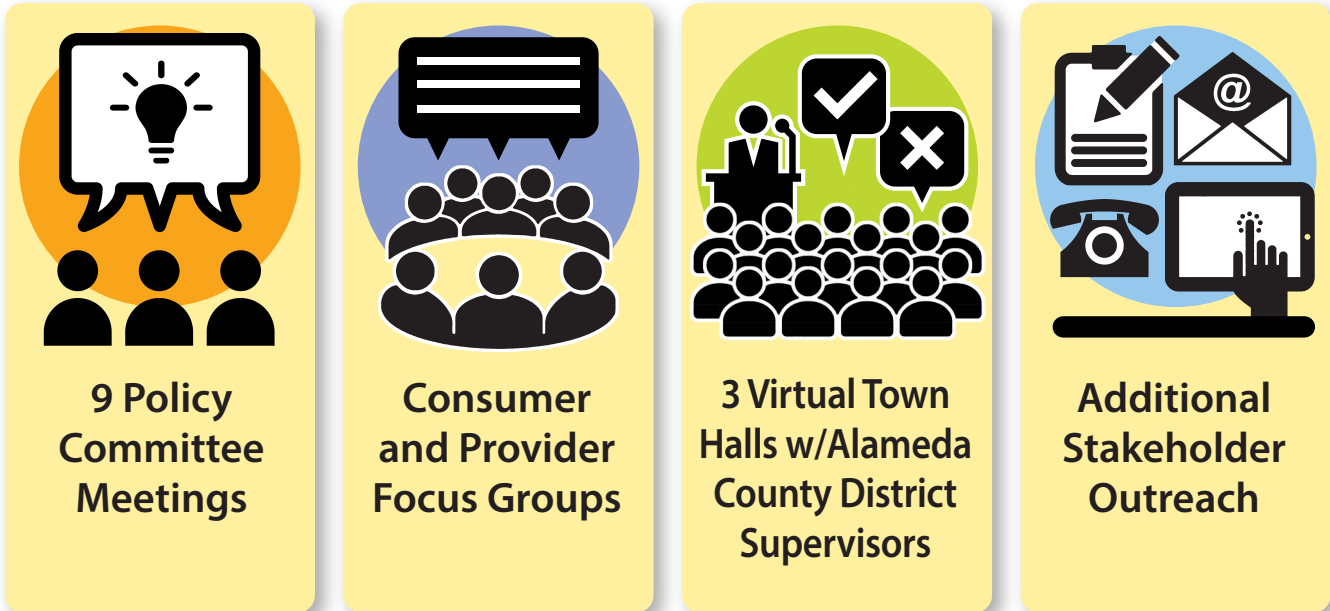 @
9 Policy
Committee
Meetings
Consumer
and Provider
Focus Groups
3 Virtual Town
Halls w/Alameda
County District
Supervisors
Additional
Stakeholder
Outreach